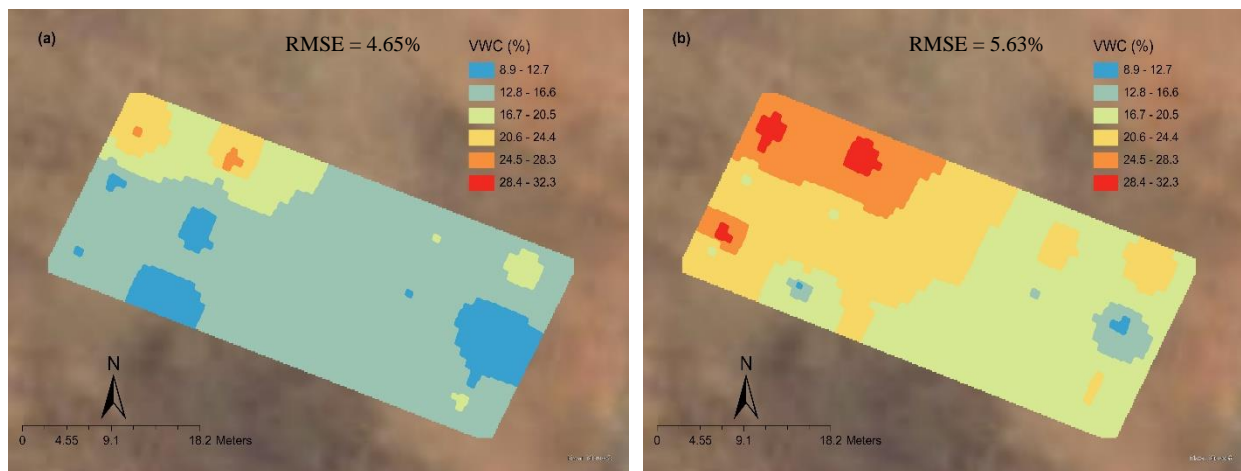 (a)
RMSE = 4.65%
VWC (%)
8.9 - 12.7
12.8 - 16.6
16.7 - 20.5
20.6 - 24.4
24.5 - 28.3
28.4 - 32.3
N
0 4.55 9.1 18.2 Meters
(b)
RMSE = 5.63%
VWC (%)
8.9 - 12.7
12.8 - 16.6
16.7 - 20.5
20.6 - 24.4
24.5 - 28.3
28.4 - 32.3
N
0 4.55 9.1 18.2 Meters